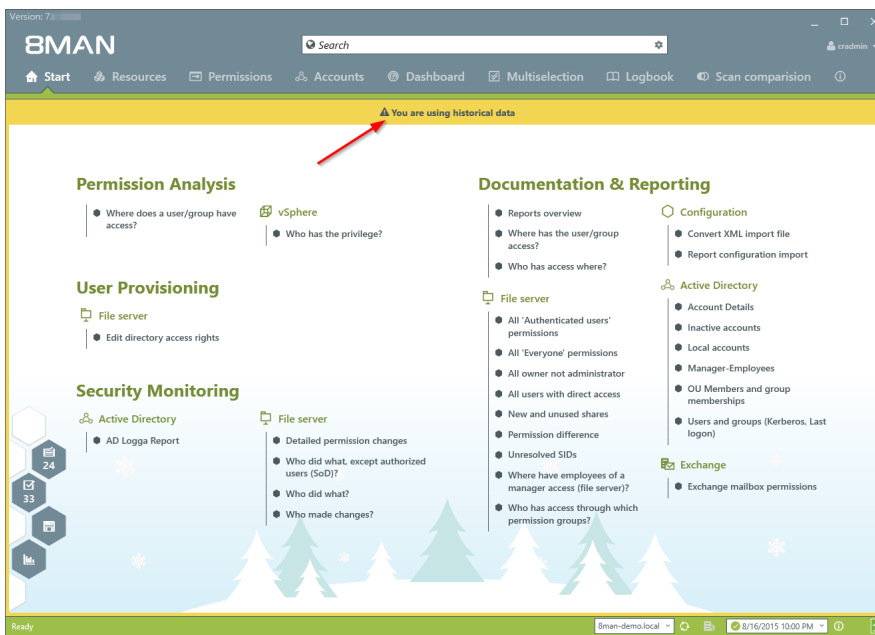 Version: 7
8MAN
Search
cradmin
Start
Resources
Permissions
Accounts
Dashboard
Multiselection
Logbook
Scan comparision
You are using historical data
Permission Analysis
Where does a user/group have
access?
vSphere
Who has the privilege?
User Provisioning
File server
Edit directory access rights
Security Monitoring
Active Directory
AD Logga Report
File server
Detailed permission changes
Who did what, except authorized
users (SoD)?
Who did what?
Who made changes?
Documentation & Reporting
Reports overview
Where has the user/group
access?
Who has access where?
File server
All 'Authenticated users'
permissions
All 'Everyone' permissions
All owner not administrator
All users with direct access
New and unused shares
Permission difference
Unresolved SIDs
Where have employees of a
manager access (file server)?
Who has access through which
permission groups?
Configuration
Convert XML import file
Report configuration import
Active Directory
Account Details
Inactive accounts
Local accounts
Manager-Employees
OU Members and group
memberships
Users and groups (Kerberos, Last
logon)
Exchange
Exchange mailbox permissions
24
33
Ready
8man-demo.local
8/16/2015 10:00 PM